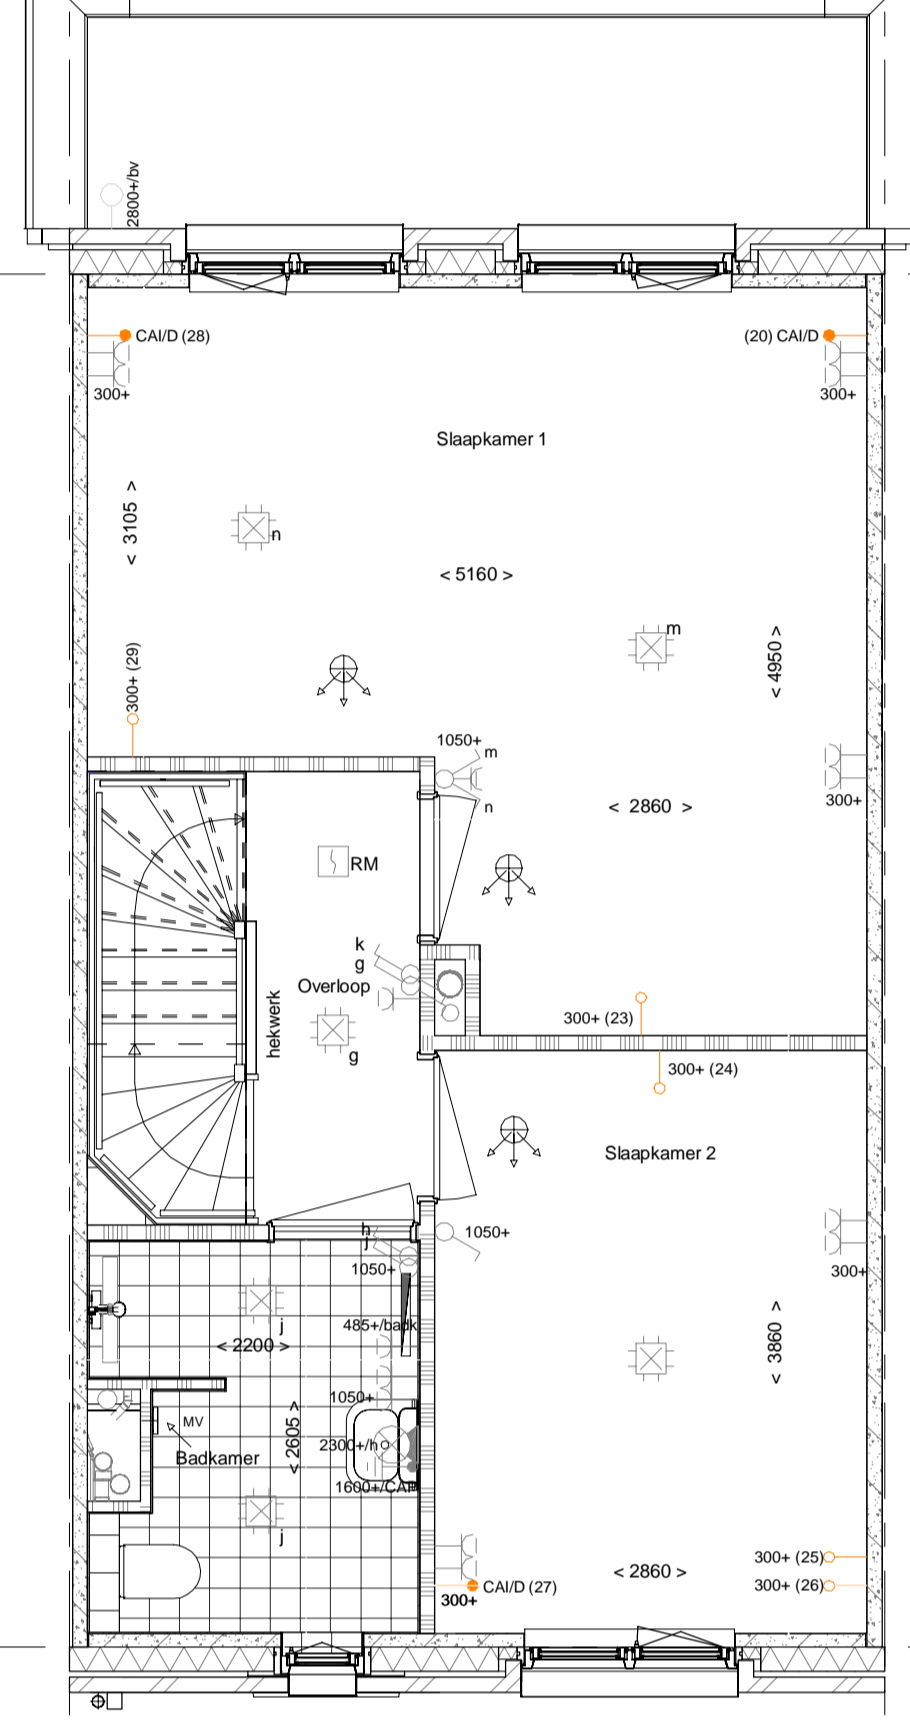 2800+/bv
CAI/D (28)
(20) CAI/D
300+
300+
Slaapkamer 1
< 3105 >
n
< 5160 >
m
< 4950 >
300+ (29)
1050+
m
n
300+
< 2860 >
RM
k
g
Overloop
hekwerk
g
300+ (23)
300+ (24)
Slaapkamer 2
h
j
1050+
1050+
300+
j
485+/badk
< 2200 >
< 3860 >
1050+
MV
Badkamer
< 2605 >
2300+/h
1600+/CAP
j
300+ (25)
< 2860 >
CAI/D (27)
300+ (26)
300+